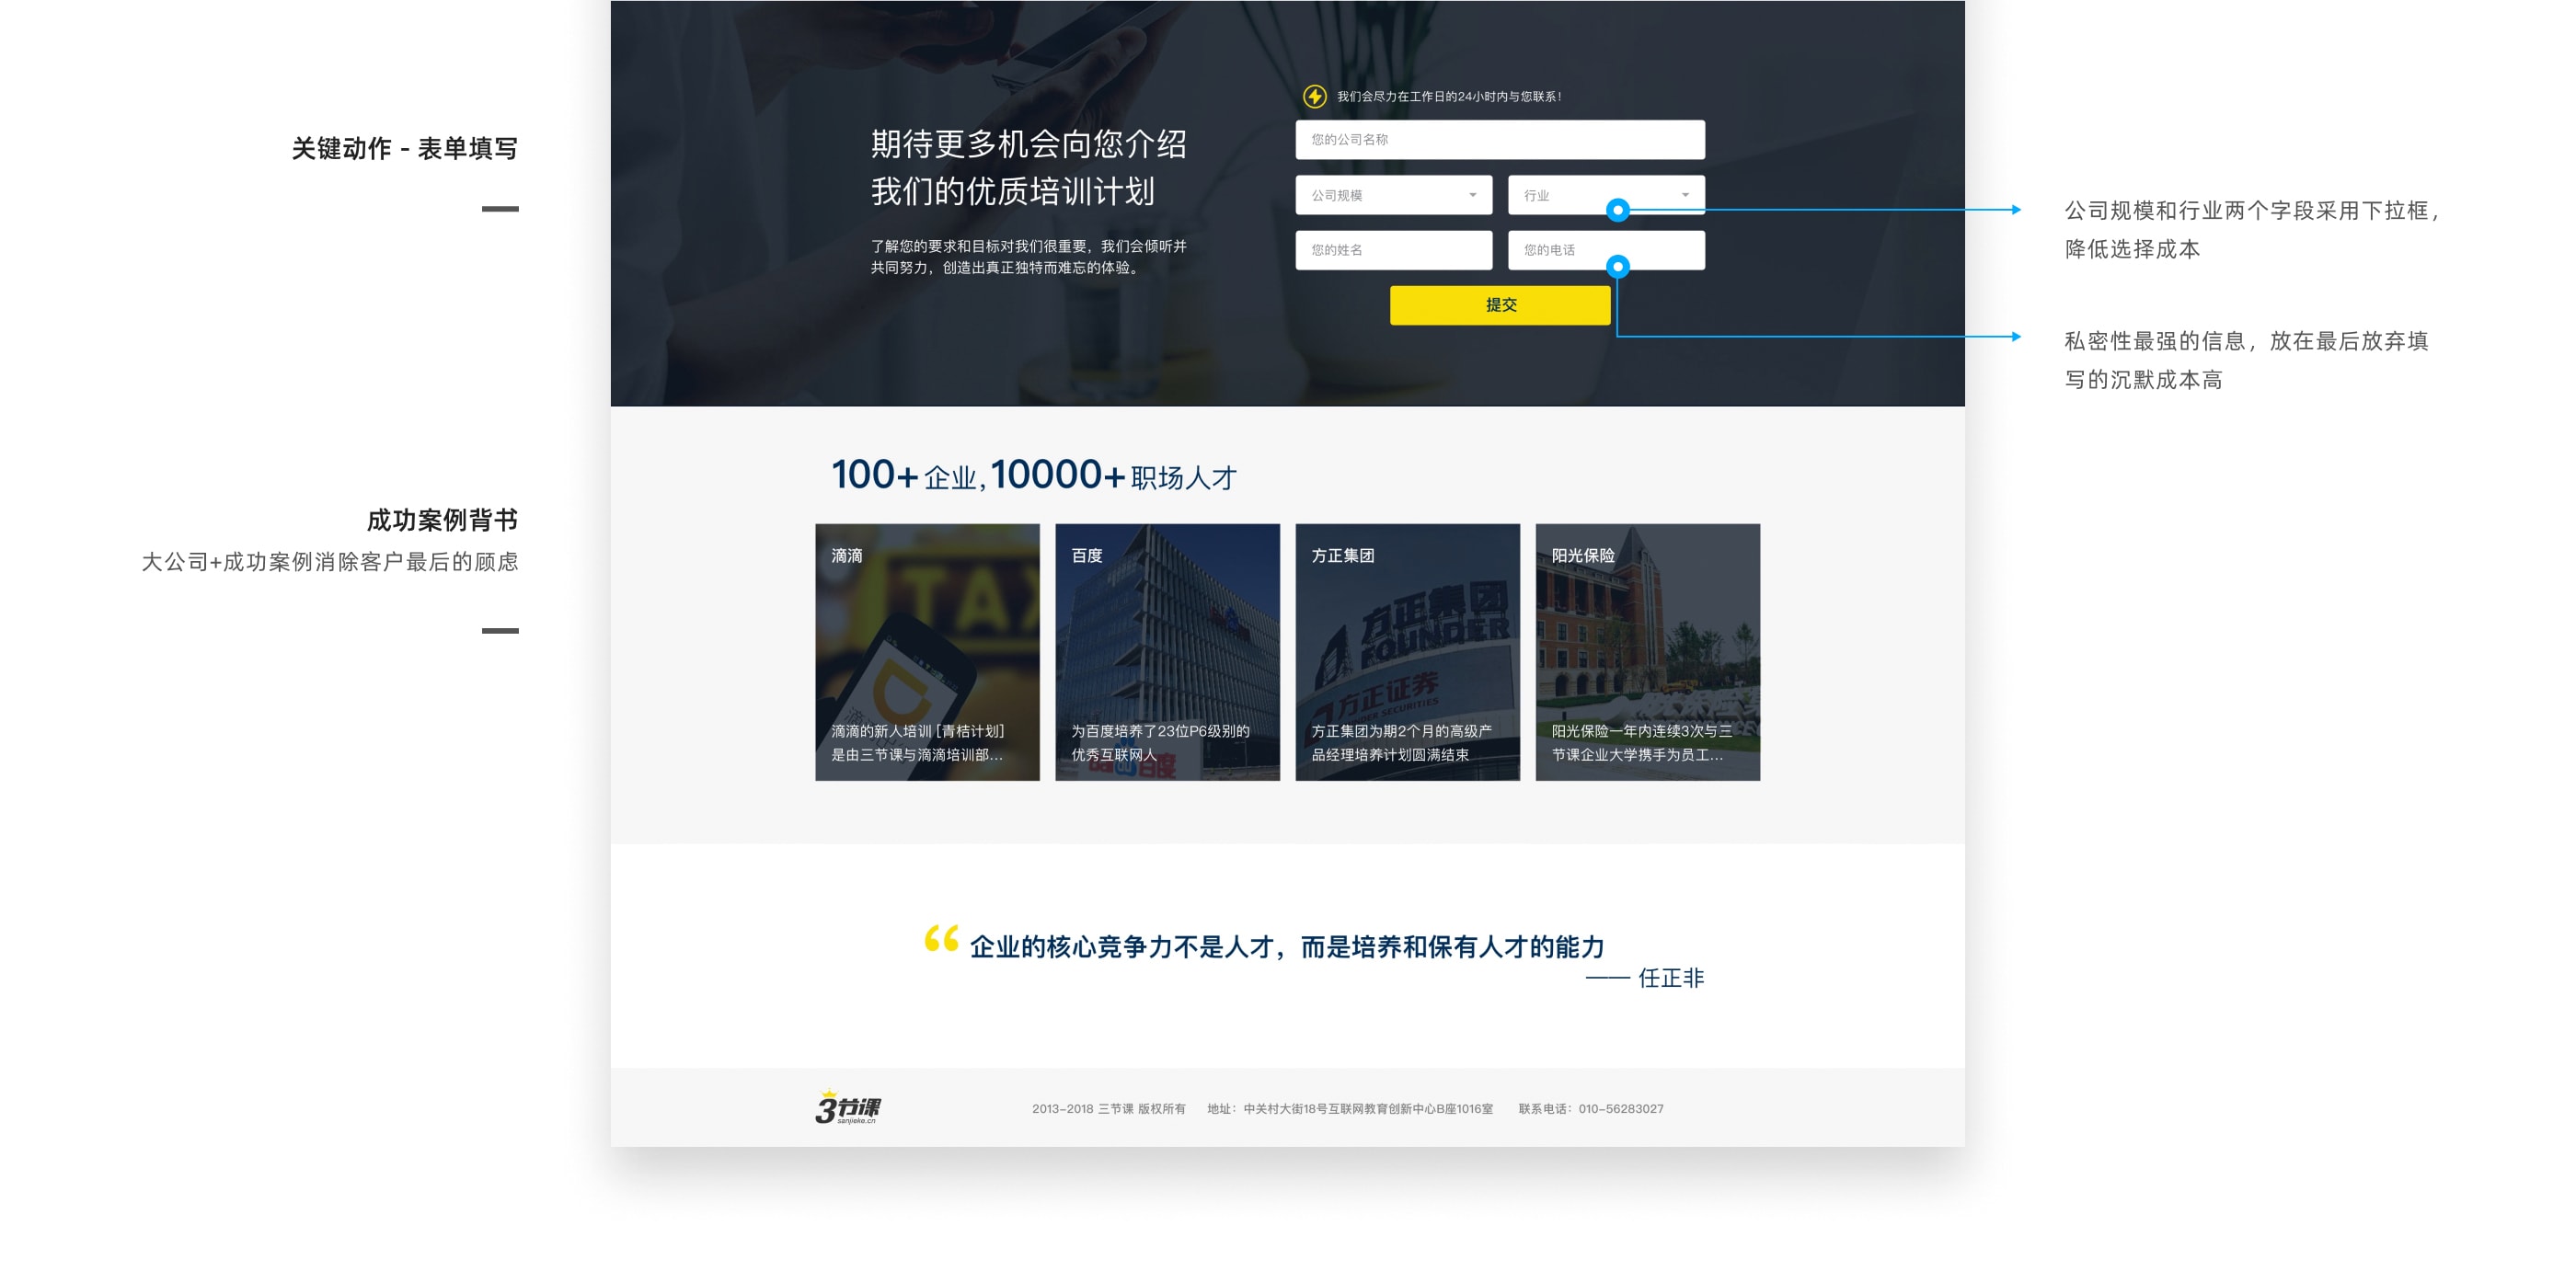 关键动作 - 表单填写
成功案例背书
大公司+成功案例消除客户最后的顾虑
期待更多机会向您介绍
我们的优质培训计划
了解您的要求和目标对我们很重要，我们会倾听并
共同努力，创造出真正独特而难忘的体验。
我们会尽力在工作日的24小时内与您联系！
您的公司名称
公司规模
行业
您的姓名
您的电话
提交
公司规模和行业两个字段采用下拉框，
降低选择成本
私密性最强的信息，放在最后放弃填
写的沉默成本高
100+ 企业, 10000+ 职场人才
滴滴
TAX
滴滴的新人培训 [青桔计划]
是由三节课与滴滴培训部...
百度
为百度培养了23位P6级别的
优秀互联网人
百度
方正集团
方正集团
FOUNDER
方正证券
FOUNDER SECURITIES
方正集团为期2个月的高级产
品经理培养计划圆满结束
阳光保险
阳光保险一年内连续3次与三
节课企业大学携手为员工...
“ 企业的核心竞争力不是人才，而是培养和保有人才的能力
—— 任正非
3节课
sanjieke.cn
2013-2018 三节课 版权所有 地址：中关村大街18号互联网教育创新中心B座1016室 联系电话：010-56283027